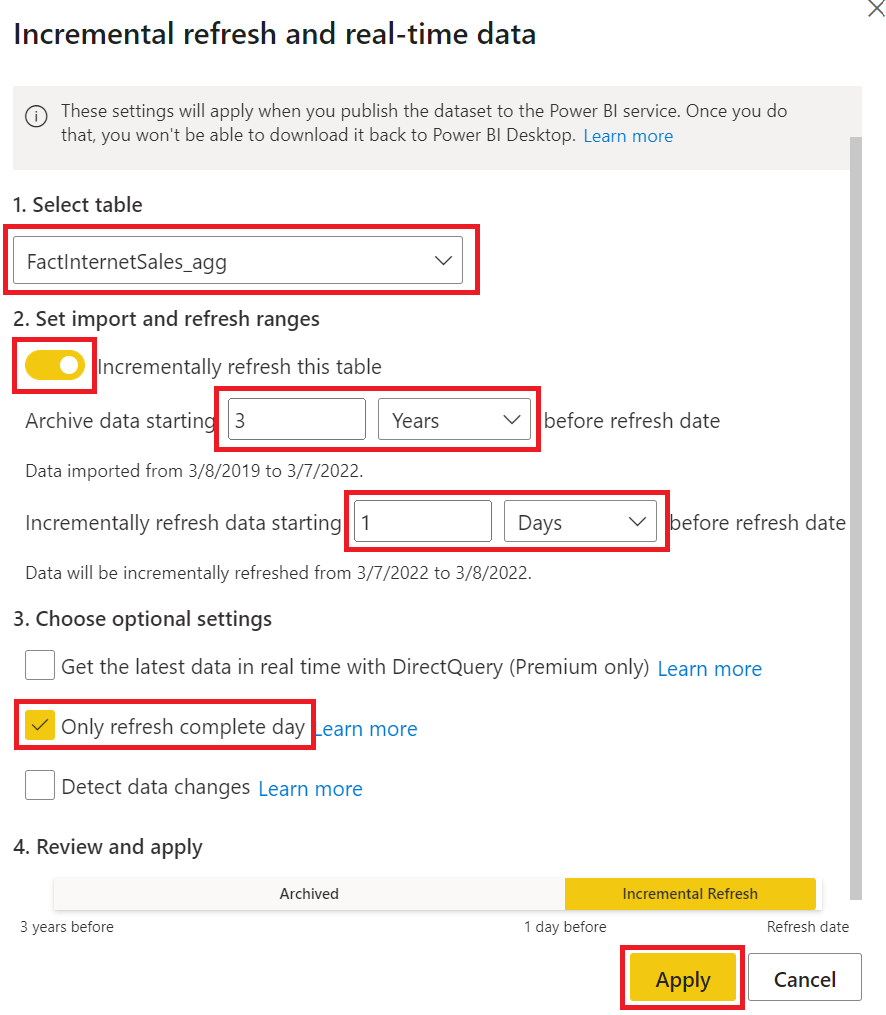 Incremental refresh and real-time data
These settings will apply when you publish the dataset to the Power BI service. Once you do
that, you won't be able to download it back to Power BI Desktop. Learn more
1. Select table
FactInternetSales_agg
2. Set import and refresh ranges
Incrementally refresh this table
Archive data starting 3 Years before refresh date
Data imported from 3/8/2019 to 3/7/2022.
Incrementally refresh data starting 1 Days before refresh date
Data will be incrementally refreshed from 3/7/2022 to 3/8/2022.
3. Choose optional settings
Get the latest data in real time with DirectQuery (Premium only) Learn more
Only refresh complete day Learn more
Detect data changes Learn more
4. Review and apply
Archived Incremental Refresh
3 years before 1 day before Refresh date
Apply Cancel